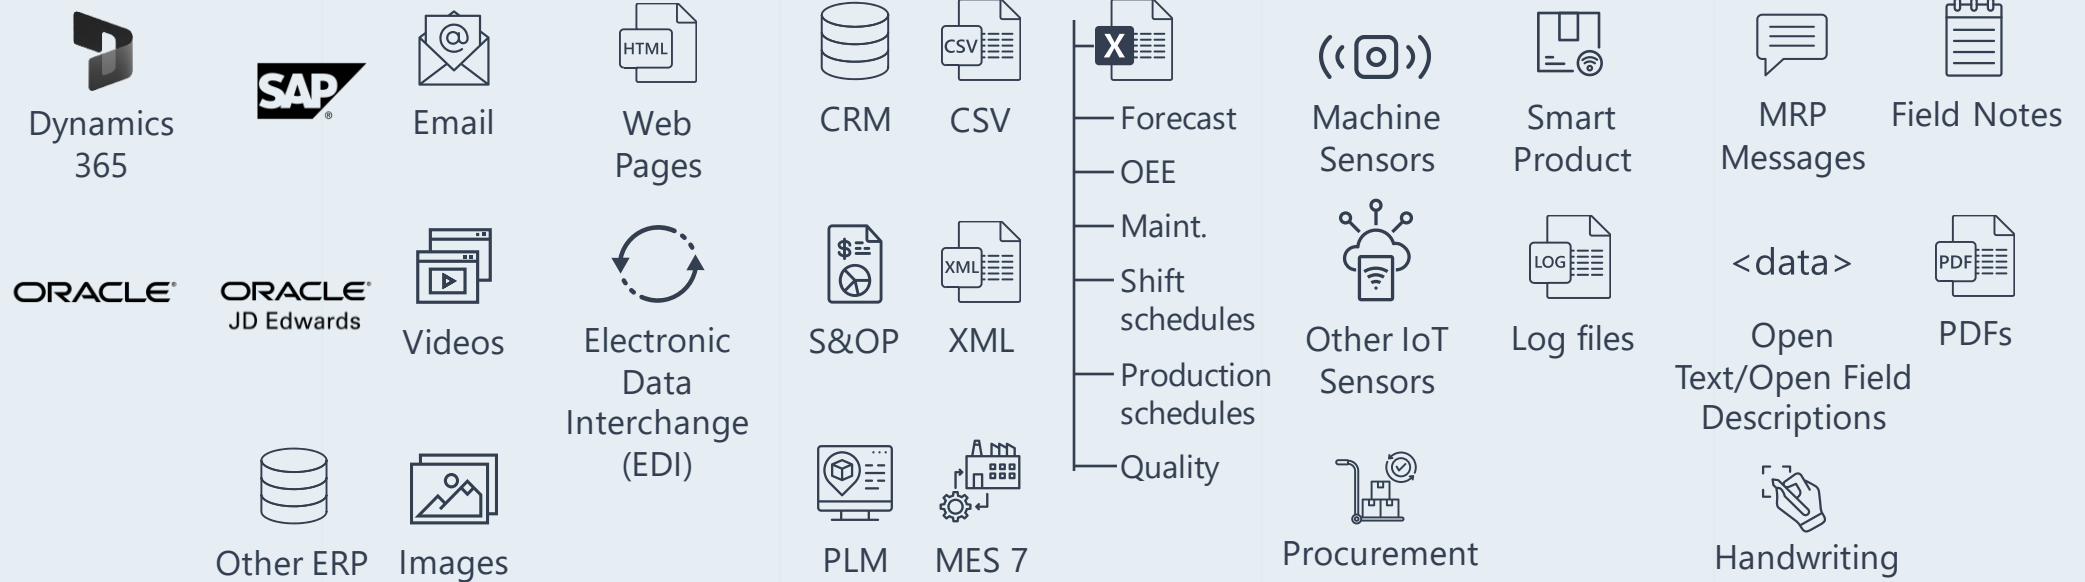 Dynamics
365
SAP
®
@
Email
HTML
Web
Pages
CRM
CSV
CSV
X
Forecast
OEE
Maint.
Shift
schedules
Production
schedules
Quality
Machine
Sensors
Smart
Product
MRP
Messages
Field Notes
ORACLE®
ORACLE®
JD Edwards
Videos
Electronic
Data
Interchange
(EDI)
$
S&OP
XML
XML
Other IoT
Sensors
LOG
Log files
<data>
Open
Text/Open Field
Descriptions
PDF
PDFs
Other ERP
Images
PLM
MES 7
Procurement
Handwriting